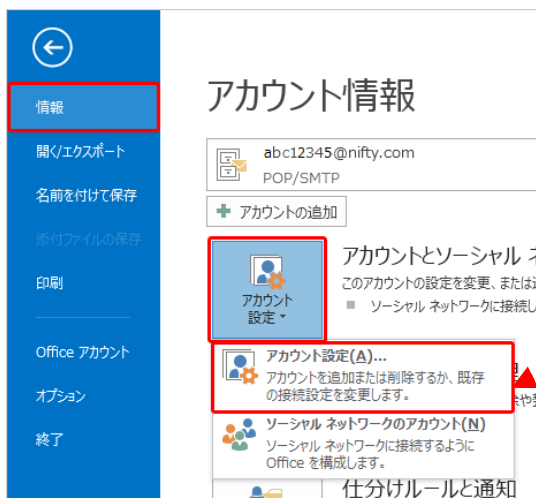 情報
開く/エクスポート
名前を付けて保存
添付ファイルの保存
印刷
Office アカウント
オプション
終了
アカウント情報
abc12345@nifty.com
POP/SMTP
アカウントの追加
アカウント
設定
アカウントとソーシャル ネ
このアカウントの設定を変更、または
ソーシャル ネットワークに接続し
アカウント設定(A)...
アカウントを追加または削除するか、既存
の接続設定を変更します。
ソーシャル ネットワークのアカウント(N)
ソーシャル ネットワークに接続するように
Office を構成します。
仕分けルールと通知